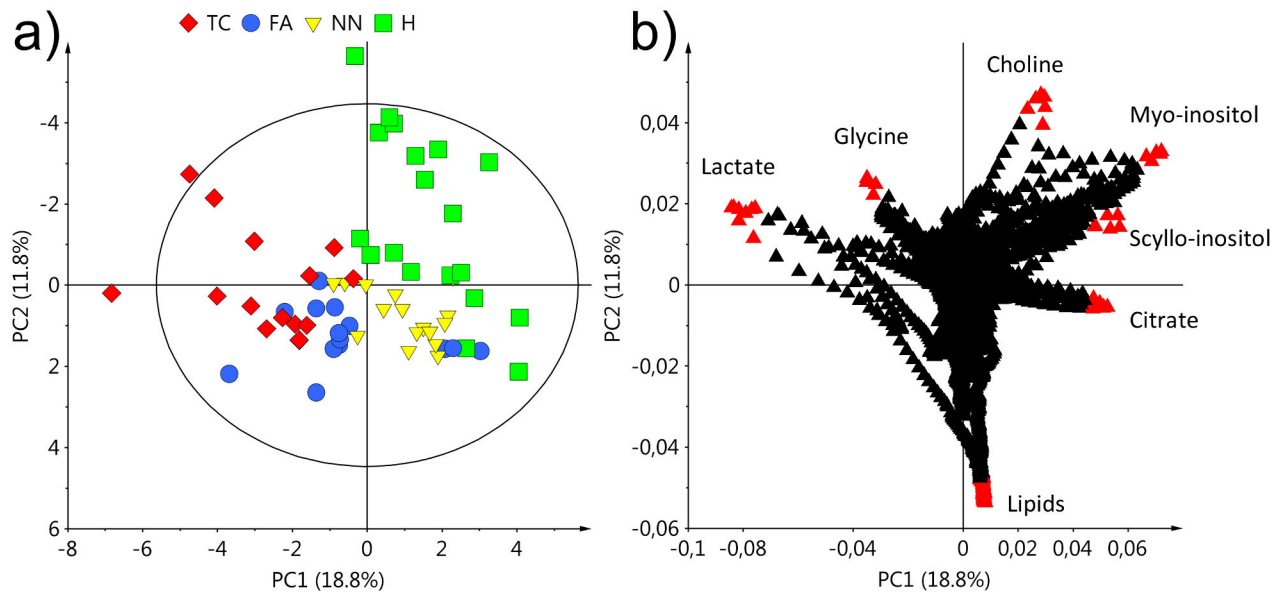 a)
TC FA NN H
-4
-2
0
2
4
6
PC2 (11.8%)
-8 -6 -4 -2 0 2 4
PC1 (18.8%)
b)
Choline
Myo-inositol
Glycine
Lactate
Scyllo-inositol
Citrate
Lipids
0,04
0,02
0
-0,02
-0,04
-0,06
PC2 (11.8%)
-0,1 -0,08 -0,04 0 0,02 0,04 0,06
PC1 (18.8%)